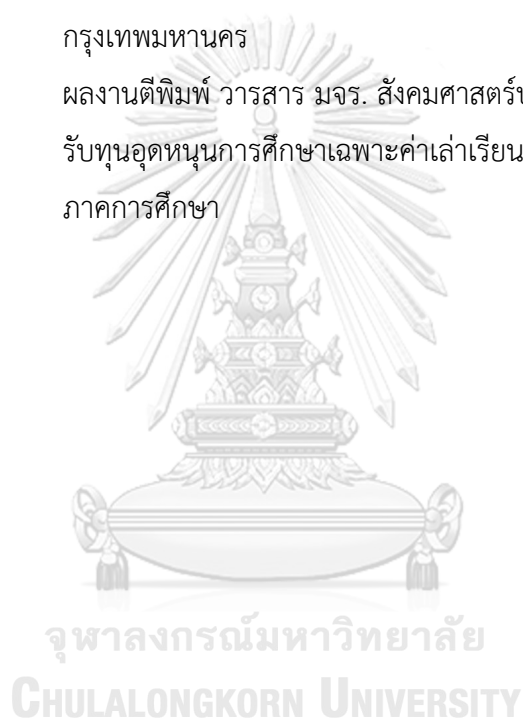 กรุงเทพมหานคร
ผลงานตีพิมพ์ วารสาร มจร. สังคมศาสตร์
รับทุนอุดหนุนการศึกษาเฉพาะค่าเล่าเรียน
ภาคการศึกษา
จุฬาลงกรณ์มหาวิทยาลัย
CHULALONGKORN UNIVERSITY